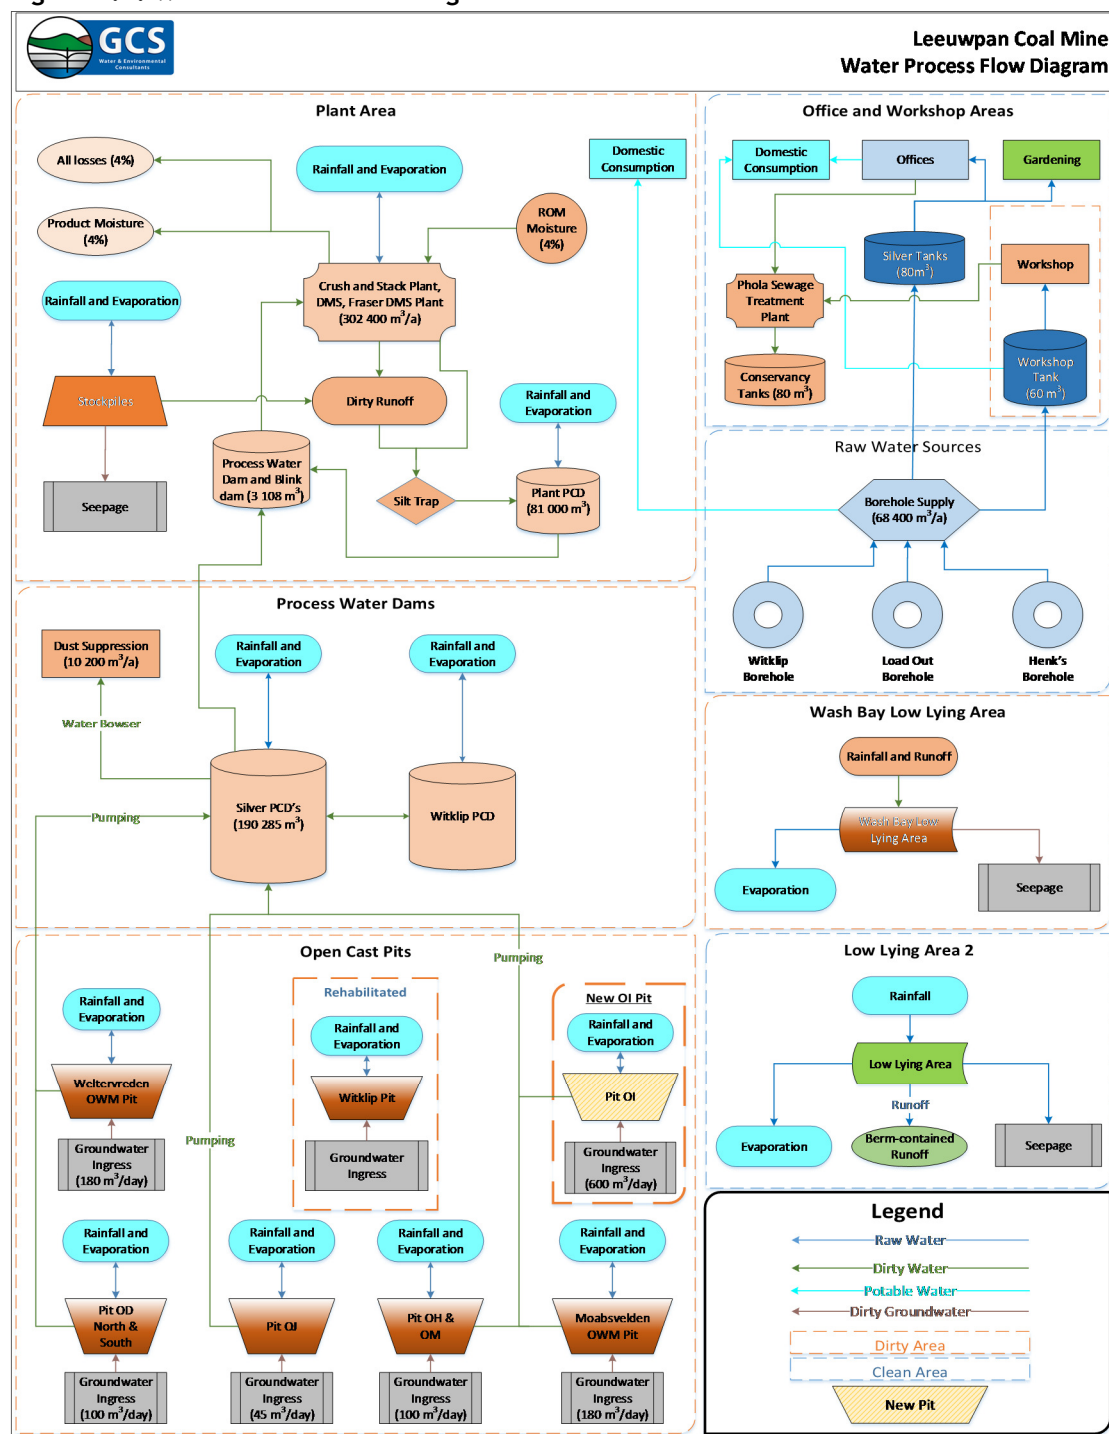 GCS
Water & Environmental
Consultants
Leeuwpan Coal Mine
Water Process Flow Diagram
Plant Area
All losses (4%)
Rainfall and Evaporation
Domestic
Consumption
Product Moisture
(4%)
ROM
Moisture
(4%)
Rainfall and Evaporation
Crush and Stack Plant,
DMS, Fraser DMS Plant
(302 400 m³/a)
Stockpiles
Dirty Runoff
Rainfall and
Evaporation
Process Water
Dam and Blink
dam (3 108 m³)
Seepage
Silt Trap
Plant PCD
(81 000 m³)
Office and Workshop Areas
Domestic
Consumption
Offices
Gardening
Silver Tanks
(80m³)
Workshop
Phola Sewage
Treatment
Plant
Workshop
Tank
(60 m³)
Conservancy
Tanks (80 m³)
Raw Water Sources
Borehole Supply
(68 400 m³/a)
Witklip
Borehole
Load Out
Borehole
Henk's
Borehole
Process Water Dams
Dust Suppression
(10 200 m³/a)
Rainfall and
Evaporation
Rainfall and
Evaporation
Water Bowser
Silver PCD's
(190 285 m³)
Witklip PCD
Pumping
Wash Bay Low Lying Area
Rainfall and Runoff
Wash Bay Low
Lying Area
Evaporation
Seepage
Open Cast Pits
Pumping
Rehabilitated
New OI Pit
Rainfall and
Evaporation
Rainfall and
Evaporation
Rainfall and
Evaporation
Weltervreden
OWM Pit
Witklip Pit
Pit OI
Pumping
Groundwater
Ingress
(180 m³/day)
Groundwater
Ingress
Groundwater
Ingress
(600 m³/day)
Rainfall and
Evaporation
Rainfall and
Evaporation
Rainfall and
Evaporation
Rainfall and
Evaporation
Pit OD
North &
South
Pit OJ
Pit OH &
OM
Moabsvelden
OWM Pit
Groundwater
Ingress
(100 m³/day)
Groundwater
Ingress
(45 m³/day)
Groundwater
Ingress
(100 m³/day)
Groundwater
Ingress
(180 m³/day)
Low Lying Area 2
Rainfall
Low Lying Area
Runoff
Evaporation
Berm-contained
Runoff
Seepage
Legend
Raw Water
Dirty Water
Potable Water
Dirty Groundwater
Dirty Area
Clean Area
New Pit